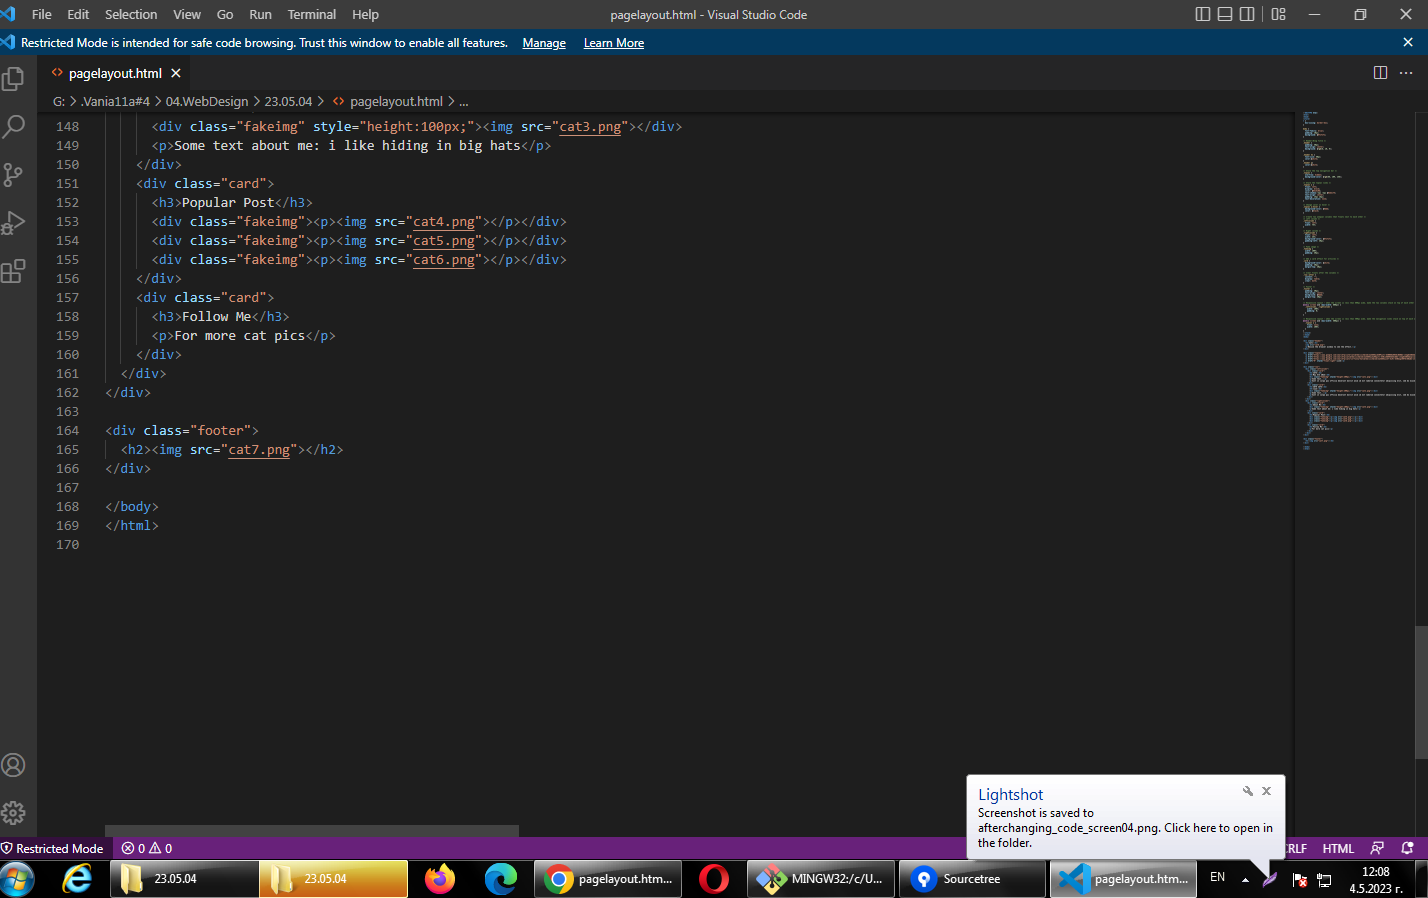 File Edit Selection View Go Run Terminal Help
pagelayout.html - Visual Studio Code
Restricted Mode is intended for safe code browsing. Trust this window to enable all features. Manage Learn More
pagelayout.html
G: > .Vania11a#4 > 04.WebDesign > 23.05.04 > <> pagelayout.html > ...
148 <div class="fakeimg" style="height:100px;"><img src="cat3.png"></div>
149 <p>Some text about me: i like hiding in big hats</p>
150 </div>
151 <div class="card">
152 <h3>Popular Post</h3>
153 <div class="fakeimg"><p><img src="cat4.png"></p></div>
154 <div class="fakeimg"><p><img src="cat5.png"></p></div>
155 <div class="fakeimg"><p><img src="cat6.png"></p></div>
156 </div>
157 <div class="card">
158 <h3>Follow Me</h3>
159 <p>For more cat pics</p>
160 </div>
161 </div>
162 </div>
163
164 <div class="footer">
165 <h2><img src="cat7.png"></h2>
166 </div>
167
168 </body>
169 </html>
170
Lightshot
Screenshot is saved to
afterchanging_code_screen04.png. Click here to open in
the folder.
Restricted Mode 0 0
CRLF HTML
23.05.04
23.05.04
pagelayout.htm...
MINGW32:/c/U...
Sourcetree
pagelayout.htm...
EN
12:08
4.5.2023 г.